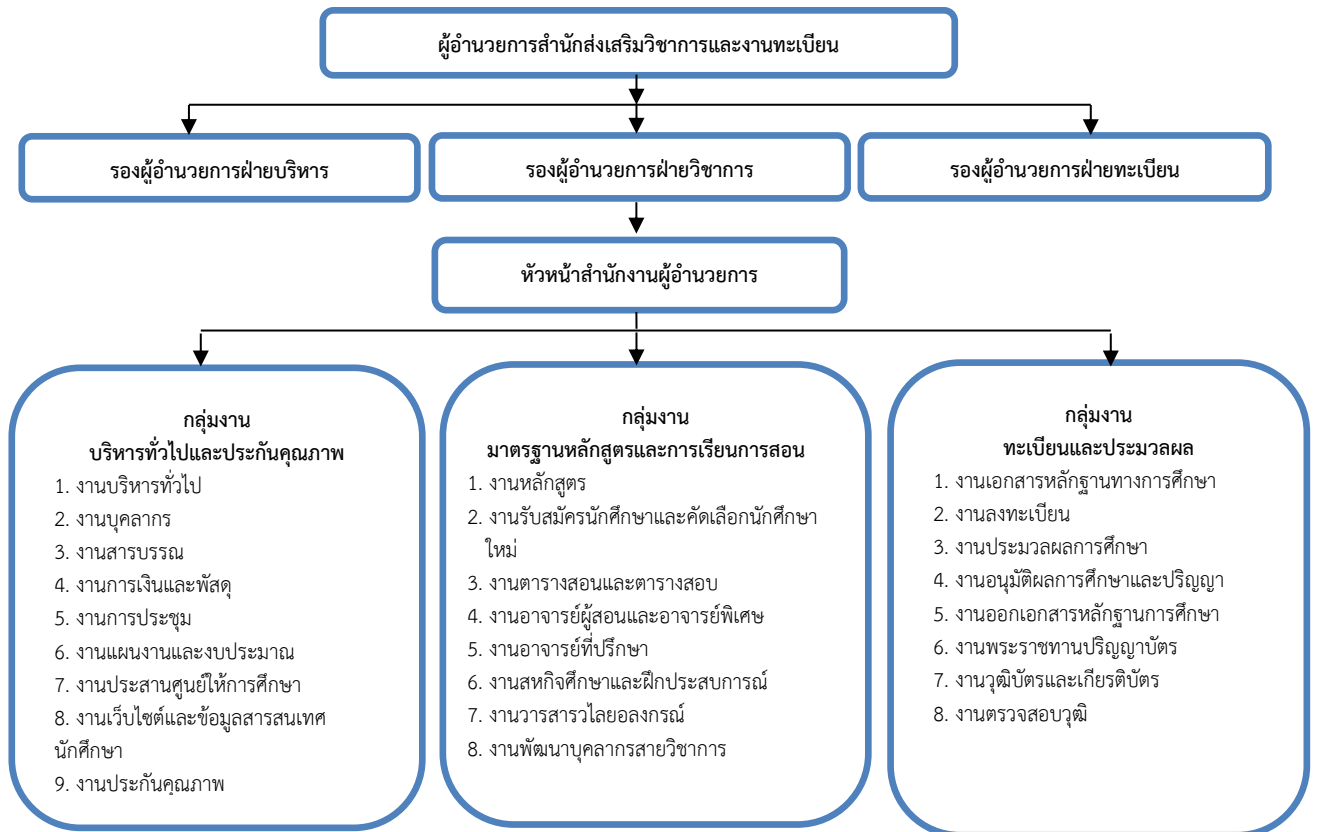 ผู้อำนวยการสำนักส่งเสริมวิชาการและงานทะเบียน
รองผู้อำนวยการฝ่ายบริหาร
รองผู้อำนวยการฝ่ายวิชาการ
รองผู้อำนวยการฝ่ายทะเบียน
หัวหน้าสำนักงานผู้อำนวยการ
กลุ่มงาน
บริหารทั่วไปและประกันคุณภาพ
1. งานบริหารทั่วไป
2. งานบุคลากร
3. งานสารบรรณ
4. งานการเงินและพัสดุ
5. งานการประชุม
6. งานแผนงานและงบประมาณ
7. งานประสานศูนย์ให้การศึกษา
8. งานเว็บไซต์และข้อมูลสารสนเทศ
นักศึกษา
9. งานประกันคุณภาพ
กลุ่มงาน
มาตรฐานหลักสูตรและการเรียนการสอน
1. งานหลักสูตร
2. งานรับสมัครนักศึกษาและคัดเลือกนักศึกษา
ใหม่
3. งานตารางสอนและตารางสอบ
4. งานอาจารย์ผู้สอนและอาจารย์พิเศษ
5. งานอาจารย์ที่ปรึกษา
6. งานสหกิจศึกษาและฝึกประสบการณ์
7. งานวารสารวไลยอลงกรณ์
8. งานพัฒนาบุคลากรสายวิชาการ
กลุ่มงาน
ทะเบียนและประมวลผล
1. งานเอกสารหลักฐานทางการศึกษา
2. งานลงทะเบียน
3. งานประมวลผลการศึกษา
4. งานอนุมัติผลการศึกษาและปริญญา
5. งานออกเอกสารหลักฐานการศึกษา
6. งานพระราชทานปริญญาบัตร
7. งานวุฒิบัตรและเกียรติบัตร
8. งานตรวจสอบวุฒิ